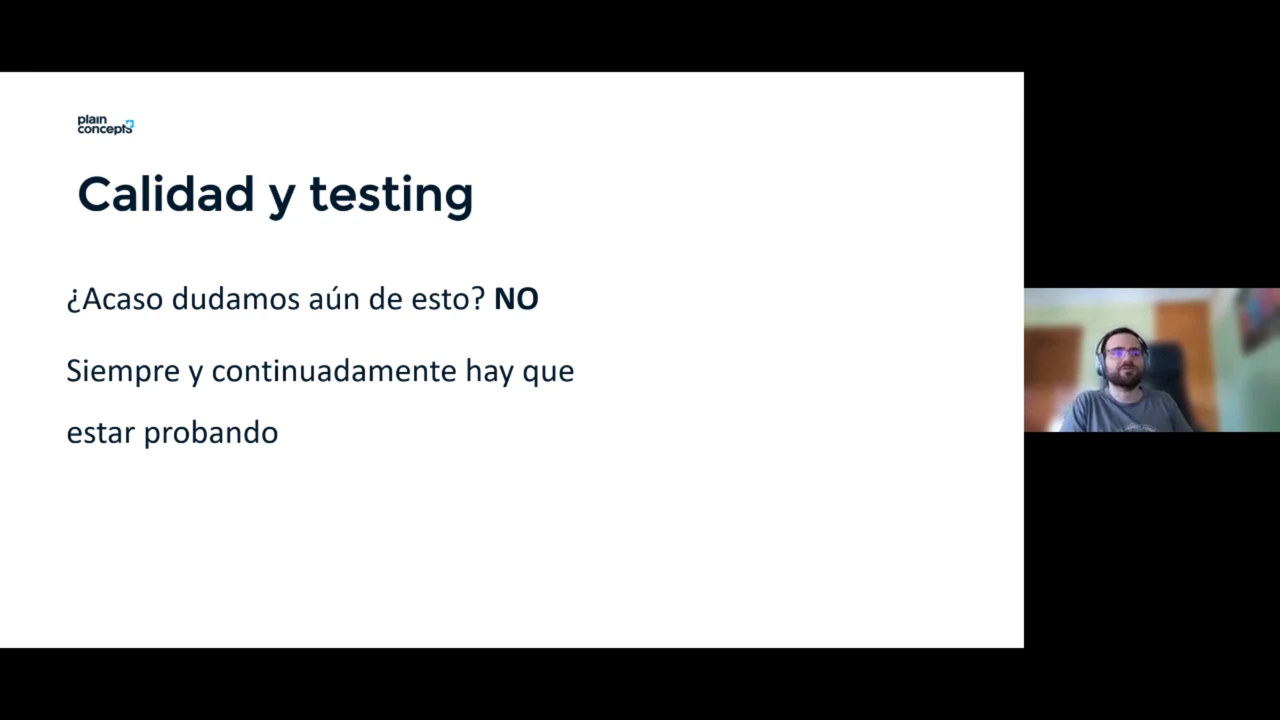 plain
concepts
Calidad y testing
¿Acaso dudamos aún de esto? NO
Siempre y continuadamente hay que
estar probando